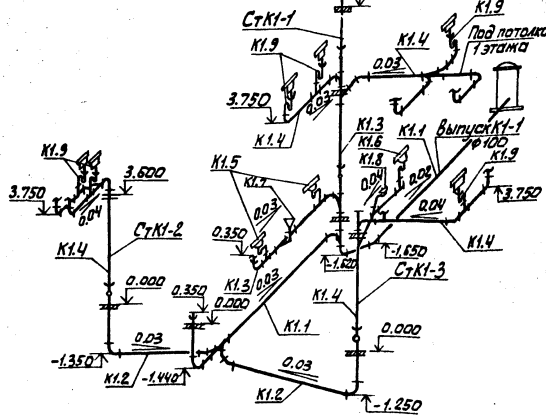 СтК1-1
К1.9
К1.9
К1.4
Под потолком
1 этажа
0.03
0.03
3.750
К1.4
К1.3
К1.1
Выпуск К1-1
ф100
К1.6
К1.8
К1.9
К1.9
3.600
К1.5
3.750
0.04
0.03
0.04
0.02
0.04
3.750
СтК1-2
0.350
К1.4
-1.620
-1.650
К1.4
СтК1-3
К1.3
0.03
0.000
0.350
0.000
К1.4
К1.1
0.000
-1.350
0.03
К1.2
-1.440
0.03
К1.2
-1.250